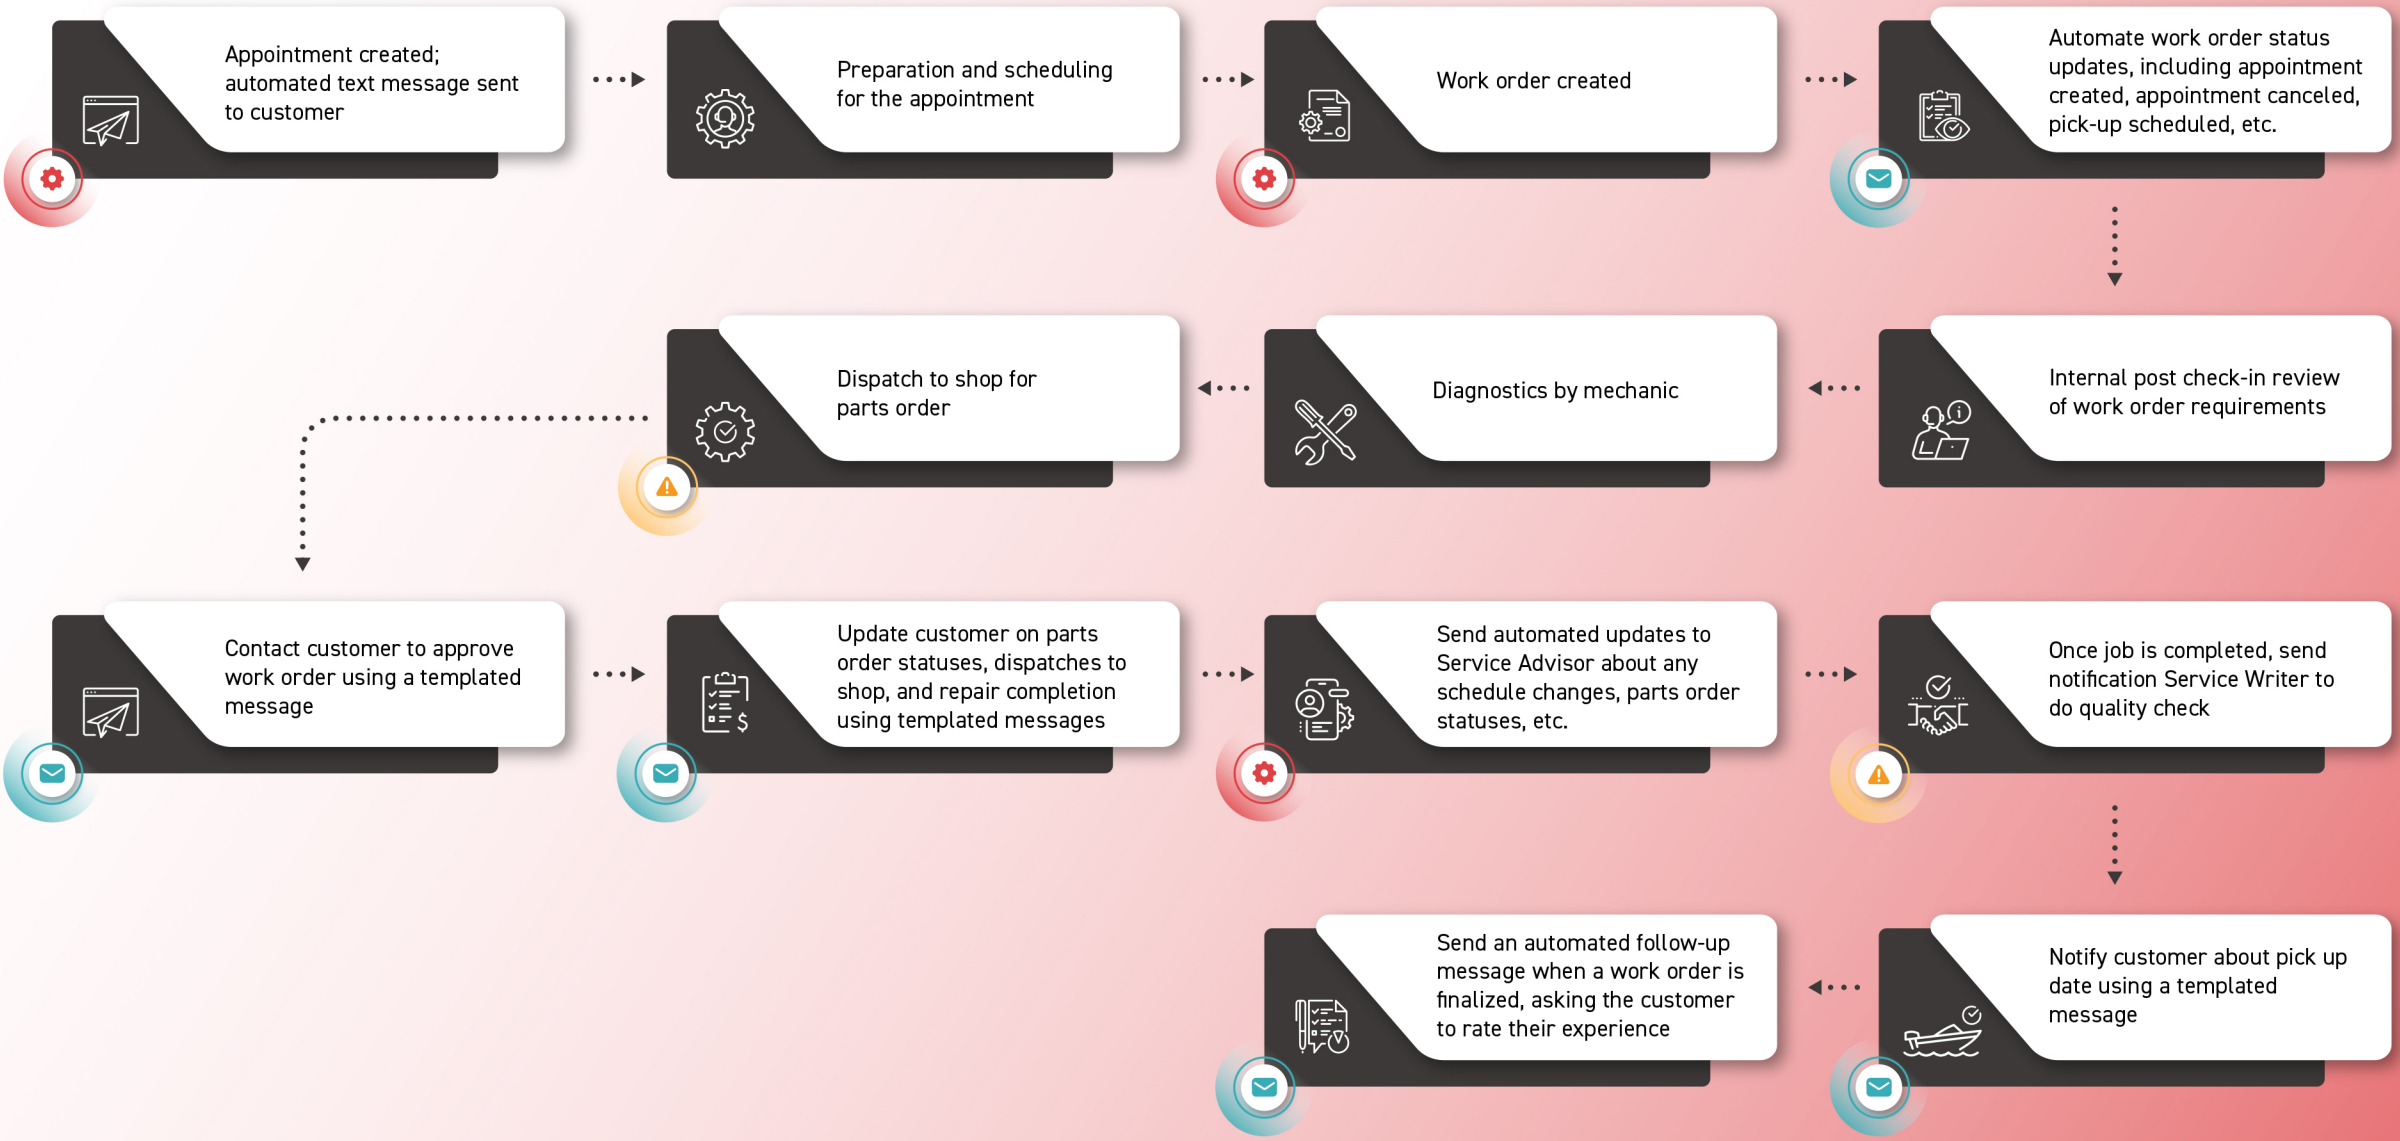 Appointment created;
automated text message sent
to customer
Preparation and scheduling
for the appointment
Work order created
Automate work order status
updates, including appointment
created, appointment canceled,
pick-up scheduled, etc.
Internal post check-in review
of work order requirements
Diagnostics by mechanic
Dispatch to shop for
parts order
Contact customer to approve
work order using a templated
message
Update customer on parts
order statuses, dispatches to
shop, and repair completion
using templated messages
Send automated updates to
Service Advisor about any
schedule changes, parts order
statuses, etc.
Once job is completed, send
notification Service Writer to
do quality check
Notify customer about pick up
date using a templated
message
Send an automated follow-up
message when a work order is
finalized, asking the customer
to rate their experience